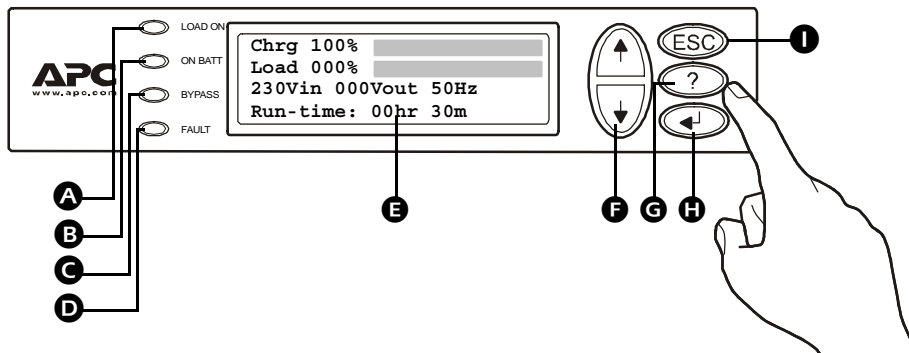 LOAD ON
ON BATT
BYPASS
FAULT
APC
www.apc.com
Chrg 100%
Load 000%
230Vin 000Vout 50Hz
Run-time: 00hr 30m
ESC
?
A
B
C
D
E
F
G
H
I